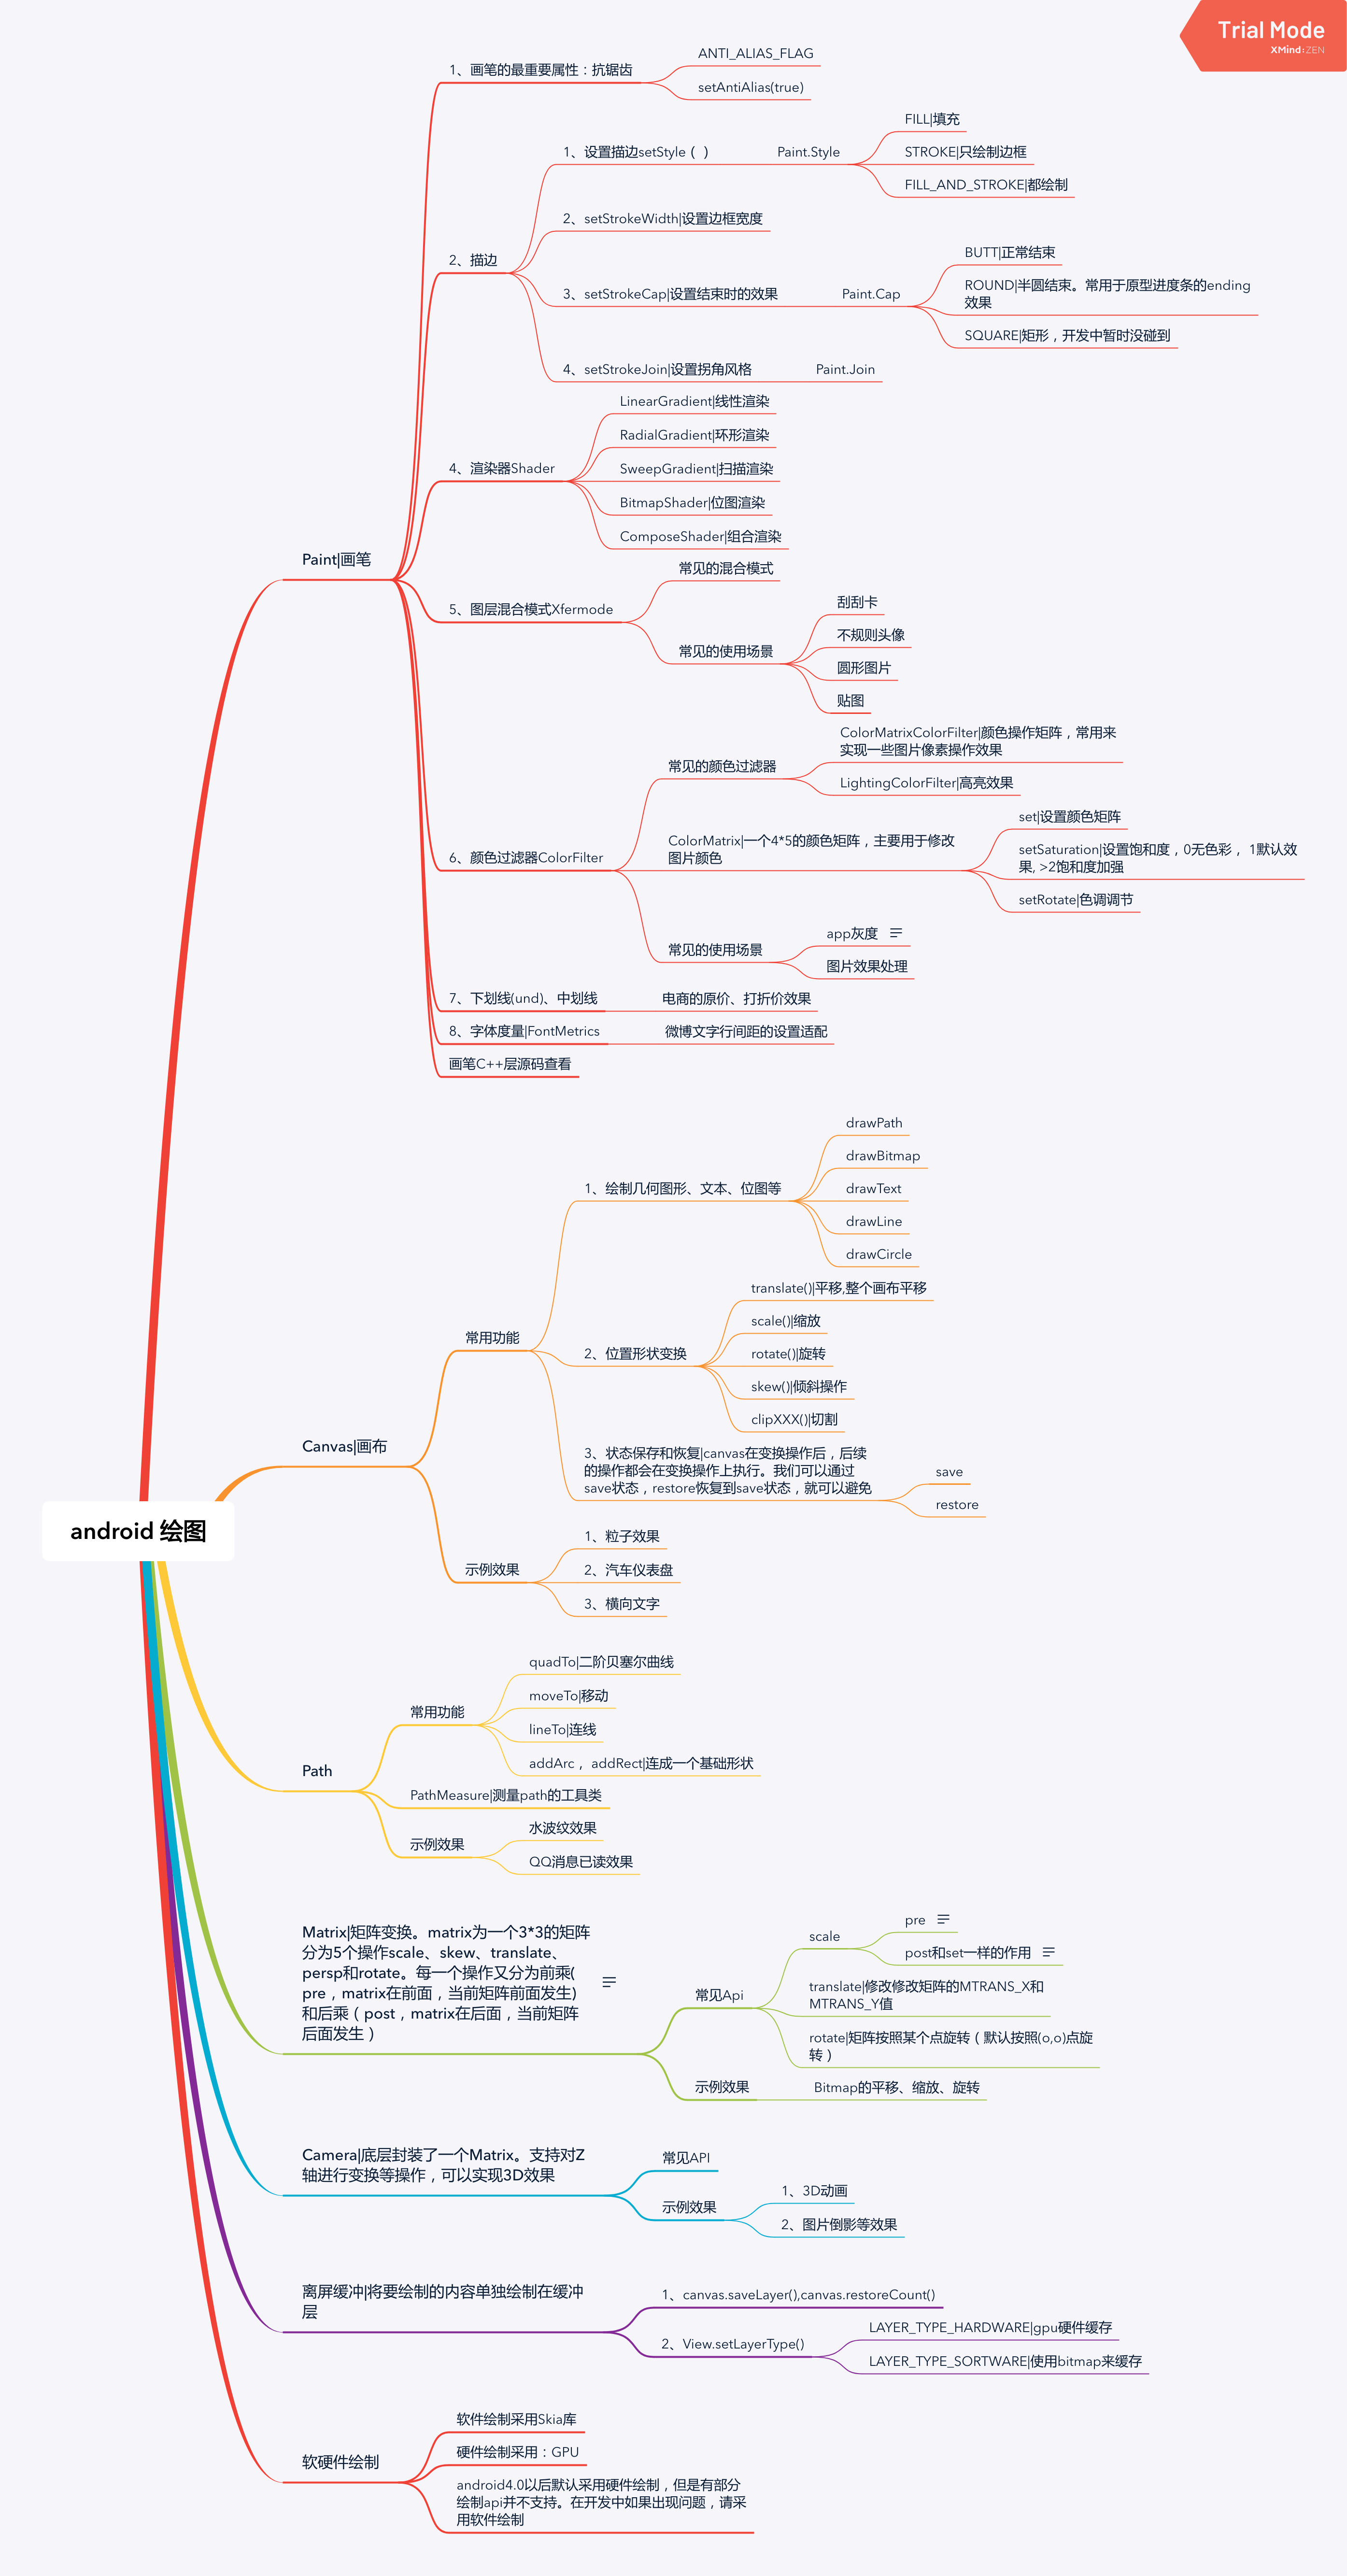 Trial Mode
XMind:ZEN
android 绘图
Paint|画笔
1、画笔的最重要属性：抗锯齿
ANTI_ALIAS_FLAG
setAntiAlias(true)
2、描边
1、设置描边setStyle（）
Paint.Style
FILL|填充
STROKE|只绘制边框
FILL_AND_STROKE|都绘制
2、setStrokeWidth|设置边框宽度
3、setStrokeCap|设置结束时的效果
Paint.Cap
BUTT|正常结束
ROUND|半圆结束。常用于原型进度条的ending
效果
SQUARE|矩形，开发中暂时没碰到
4、setStrokeJoin|设置拐角风格
Paint.Join
4、渲染器Shader
LinearGradient|线性渲染
RadialGradient|环形渲染
SweepGradient|扫描渲染
BitmapShader|位图渲染
ComposeShader|组合渲染
5、图层混合模式Xfermode
常见的混合模式
常见的使用场景
刮刮卡
不规则头像
圆形图片
贴图
6、颜色过滤器ColorFilter
常见的颜色过滤器
ColorMatrixColorFilter|颜色操作矩阵，常用来
实现一些图片像素操作效果
LightingColorFilter|高亮效果
ColorMatrix|一个4*5的颜色矩阵，主要用于修改
图片颜色
set|设置颜色矩阵
setSaturation|设置饱和度，0无色彩， 1默认效
果, >2饱和度加强
setRotate|色调调节
常见的使用场景
app灰度
图片效果处理
7、下划线(und)、中划线
电商的原价、打折价效果
8、字体度量|FontMetrics
微博文字行间距的设置适配
画笔C++层源码查看
Canvas|画布
常用功能
1、绘制几何图形、文本、位图等
drawPath
drawBitmap
drawText
drawLine
drawCircle
2、位置形状变换
translate()|平移,整个画布平移
scale()|缩放
rotate()|旋转
skew()|倾斜操作
clipXXX()|切割
3、状态保存和恢复|canvas在变换操作后，后续
的操作都会在变换操作上执行。我们可以通过
save状态，restore恢复到save状态，就可以避免
save
restore
示例效果
1、粒子效果
2、汽车仪表盘
3、横向文字
Path
常用功能
quadTo|二阶贝塞尔曲线
moveTo|移动
lineTo|连线
addArc， addRect|连成一个基础形状
PathMeasure|测量path的工具类
示例效果
水波纹效果
QQ消息已读效果
Matrix|矩阵变换。matrix为一个3*3的矩阵
分为5个操作scale、skew、translate、
persp和rotate。每一个操作又分为前乘(
pre，matrix在前面，当前矩阵前面发生)
和后乘（post，matrix在后面，当前矩阵
后面发生）
常见Api
scale
pre
post和set一样的作用
translate|修改修改矩阵的MTRANS_X和
MTRANS_Y值
rotate|矩阵按照某个点旋转（默认按照(o,o)点旋
转）
示例效果
Bitmap的平移、缩放、旋转
Camera|底层封装了一个Matrix。支持对Z
轴进行变换等操作，可以实现3D效果
常见API
示例效果
1、3D动画
2、图片倒影等效果
离屏缓冲|将要绘制的内容单独绘制在缓冲
层
1、canvas.saveLayer(),canvas.restoreCount()
2、View.setLayerType()
LAYER_TYPE_HARDWARE|gpu硬件缓存
LAYER_TYPE_SORTWARE|使用bitmap来缓存
软硬件绘制
软件绘制采用Skia库
硬件绘制采用：GPU
android4.0以后默认采用硬件绘制，但是有部分
绘制api并不支持。在开发中如果出现问题，请采
用软件绘制